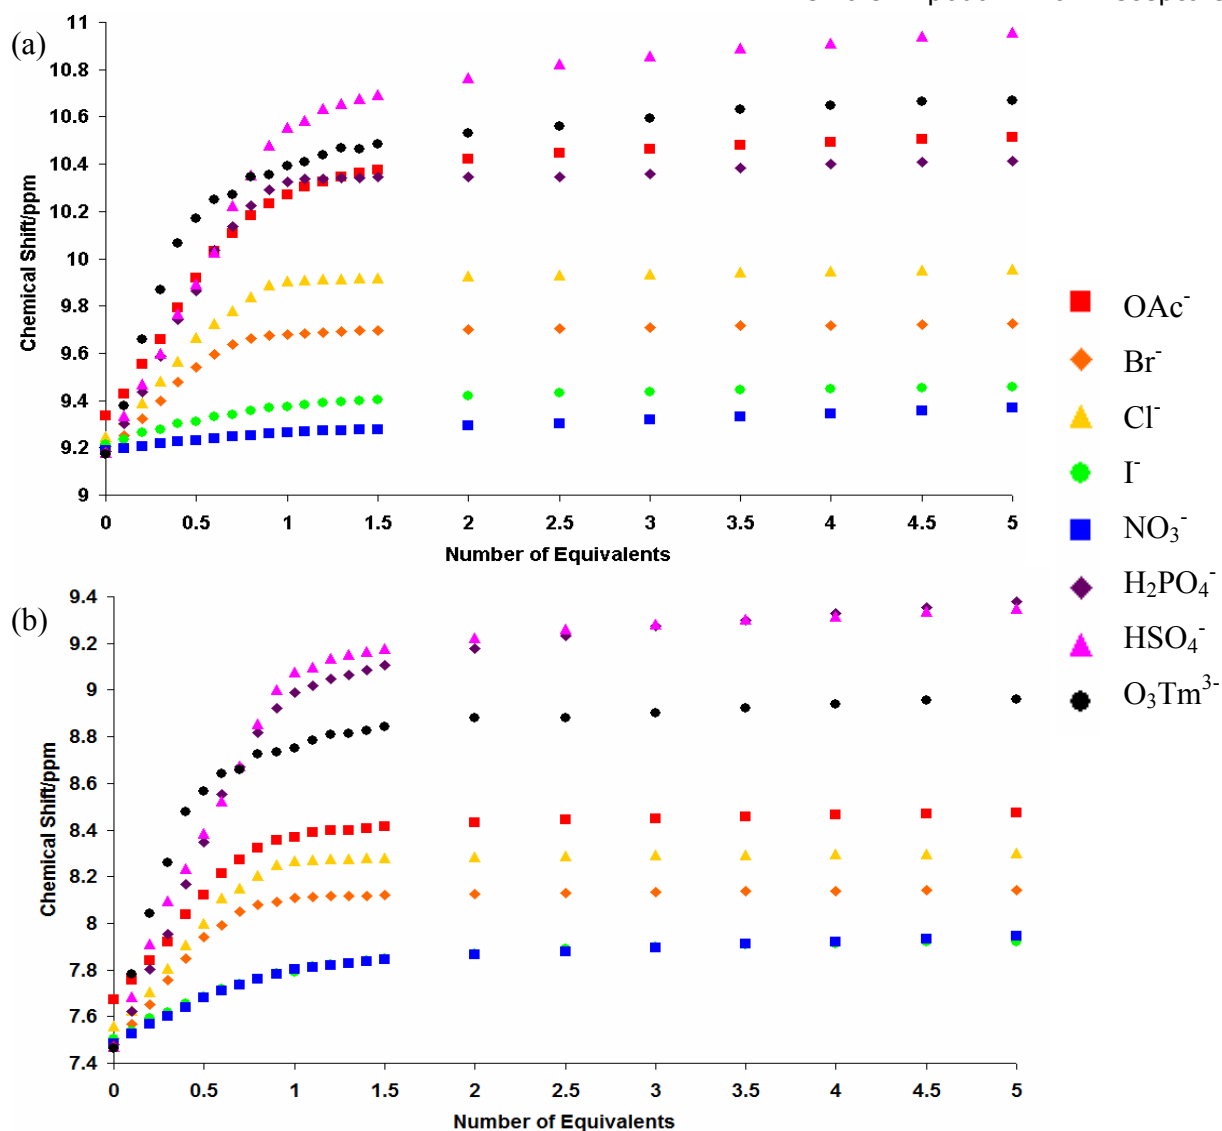 (a)
11
10.8
10.6
10.4
10.2
10
9.8
9.6
9.4
9.2
9
Chemical Shift/ppm
0 0.5 1 1.5 2 2.5 3 3.5 4 4.5 5
Number of Equivalents
(b)
9.4
9.2
9
8.8
8.6
8.4
8.2
8
7.8
7.6
7.4
Chemical Shift/ppm
0 0.5 1 1.5 2 2.5 3 3.5 4 4.5 5
Number of Equivalents
OAc⁻
Br⁻
Cl⁻
I⁻
NO₃⁻
H₂PO₄⁻
HSO₄⁻
O₃Tm³⁻